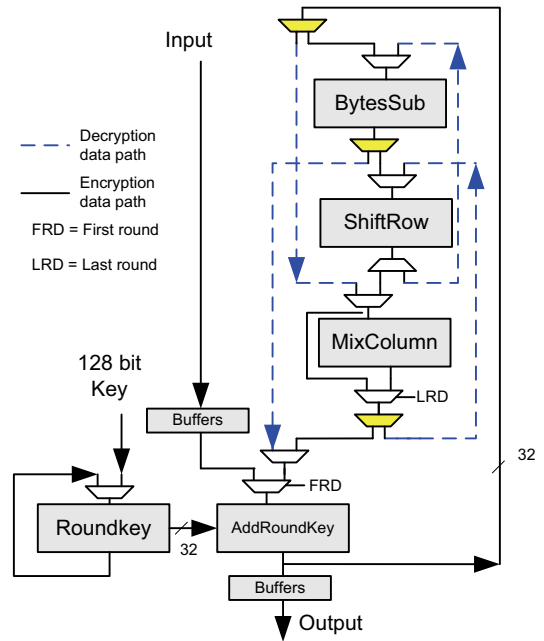 Input
BytesSub
Decryption
data path
Encryption
data path
ShiftRow
FRD = First round
LRD = Last round
MixColumn
128 bit
Key
LRD
Buffers
32
FRD
Roundkey
32
AddRoundKey
Buffers
Output